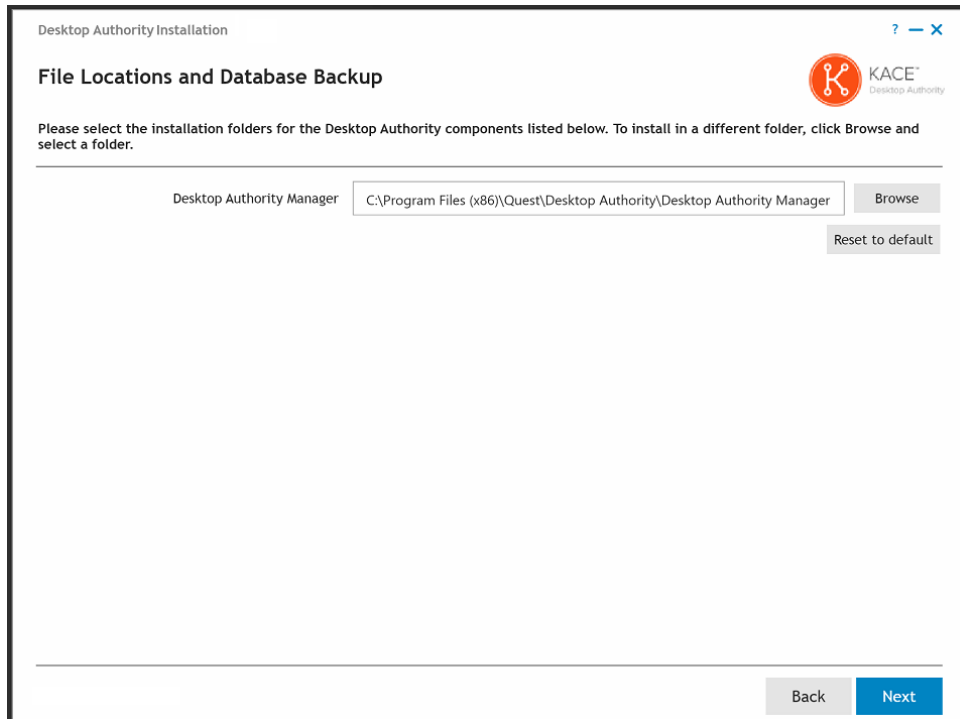 Desktop Authority Installation
? — ×
File Locations and Database Backup
KACE™
Desktop Authority
Please select the installation folders for the Desktop Authority components listed below. To install in a different folder, click Browse and
select a folder.
Desktop Authority Manager C:\Program Files (x86)\Quest\Desktop Authority\Desktop Authority Manager Browse
Reset to default
Back Next